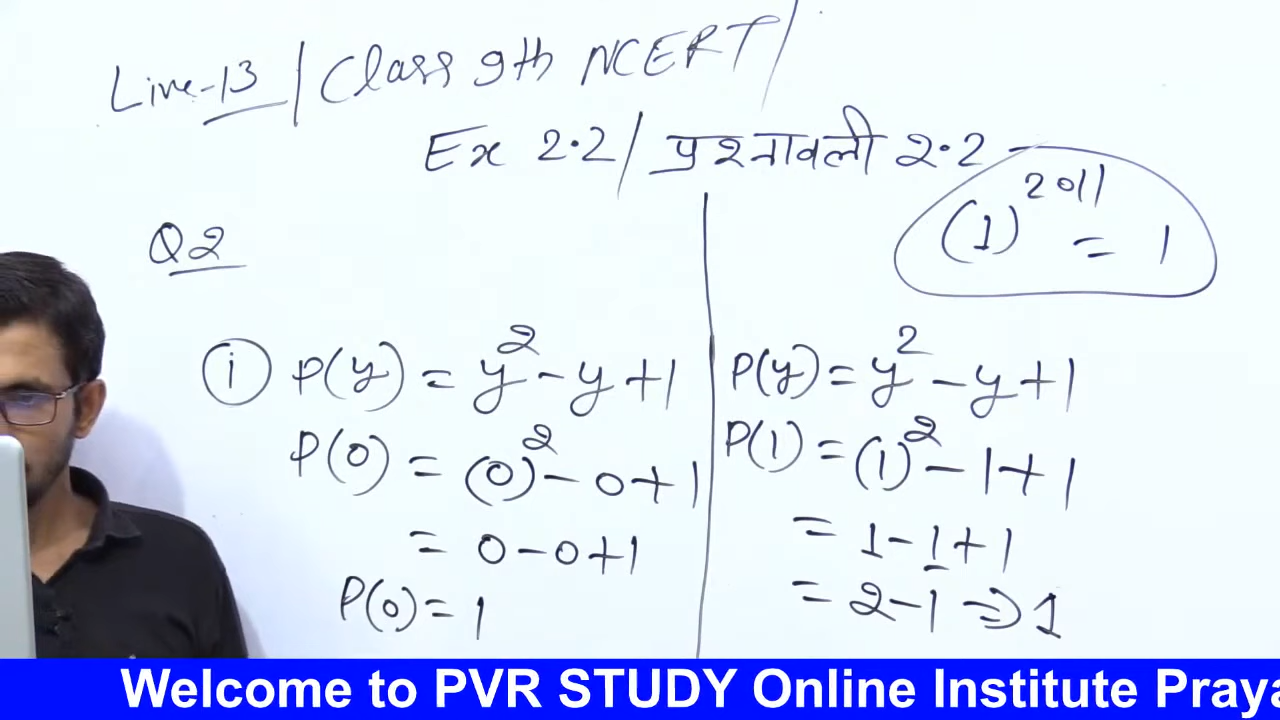 Live-13 / Class 9th NCERT /
Ex 2.2 / प्रश्नावली 2.2
(1)^2011 = 1
Q2
(i) P(y) = y^2 - y + 1
P(0) = (0)^2 - 0 + 1
= 0 - 0 + 1
P(0) = 1
P(y) = y^2 - y + 1
P(1) = (1)^2 - 1 + 1
= 1 - 1 + 1
= 2 - 1 ⇒ 1
Welcome to PVR STUDY Online Institute Praya